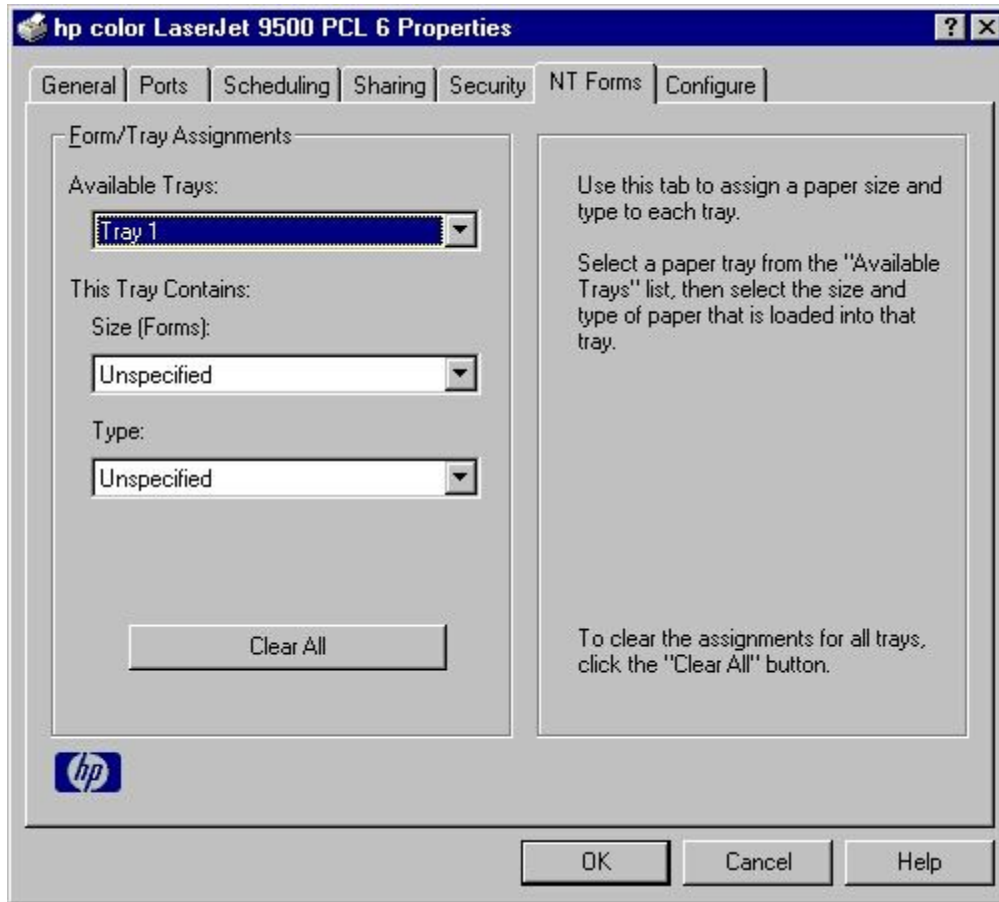 hp color LaserJet 9500 PCL 6 Properties
General Ports Scheduling Sharing Security NT Forms Configure
Form/Tray Assignments
Available Trays:
Tray 1
This Tray Contains:
Size (Forms):
Unspecified
Type:
Unspecified
Clear All
Use this tab to assign a paper size and
type to each tray.
Select a paper tray from the "Available
Trays" list, then select the size and
type of paper that is loaded into that
tray.
To clear the assignments for all trays,
click the "Clear All" button.
hp
OK Cancel Help